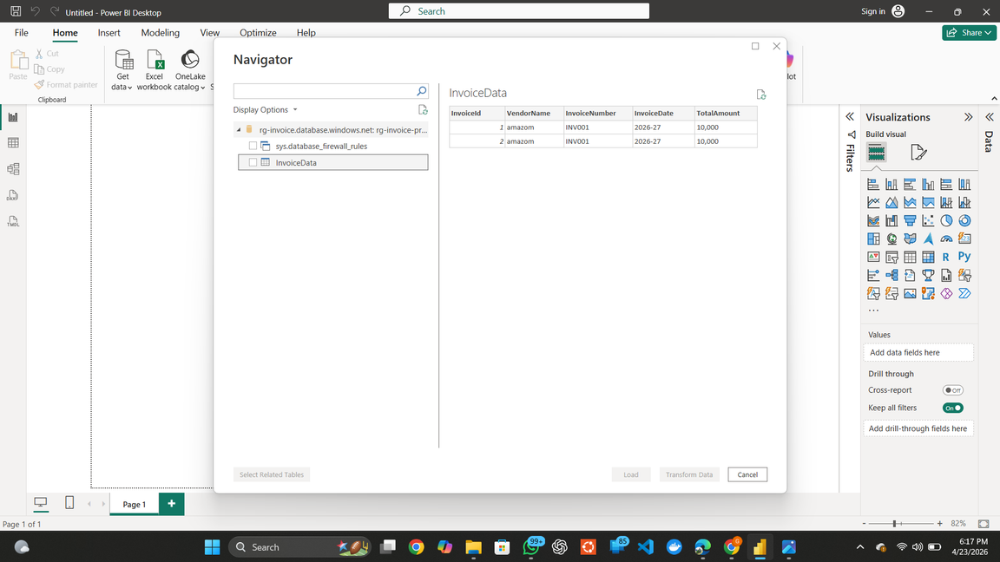 Untitled - Power BI Desktop
Search
Sign in
File
Home
Insert
Modeling
View
Optimize
Help
Share
Paste
Cut
Copy
Format painter
Clipboard
Get data
Excel workbook
OneLake catalog
Navigator
Display Options
rg-invoice.database.windows.net: rg-invoice-pr...
sys.database_firewall_rules
InvoiceData
InvoiceData
InvoiceId VendorName InvoiceNumber InvoiceDate TotalAmount
1 amazom INV001 2026-27 10,000
2 amazom INV001 2026-27 10,000
Select Related Tables
Load
Transform Data
Cancel
Filters
Visualizations
Build visual
R
Py
Values
Add data fields here
Drill through
Cross-report
Off
Keep all filters
On
Add drill-through fields here
Data
DAX
TMDL
Page 1
Page 1 of 1
82%
Search
99+
85
6:17 PM
4/23/2026